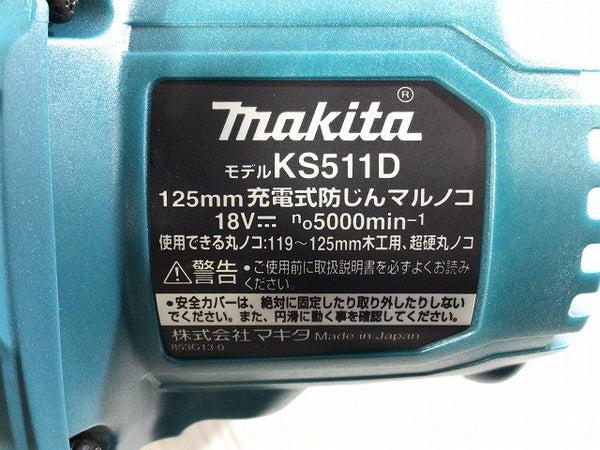 makita®
モデルKS511D
125mm 充電式防じんマルノコ
18V⎓ n₀5000min⁻¹
使用できる丸ノコ:119〜125mm木工用、超硬丸ノコ
⚠警告 •ご使用前に取扱説明書を必ずよくお読み
ください。
•安全カバーは、絶対に固定したり取り外したりしない
でください。また、円滑に動く事を確認してください。
株式会社マキタ Made in Japan
853G13-0